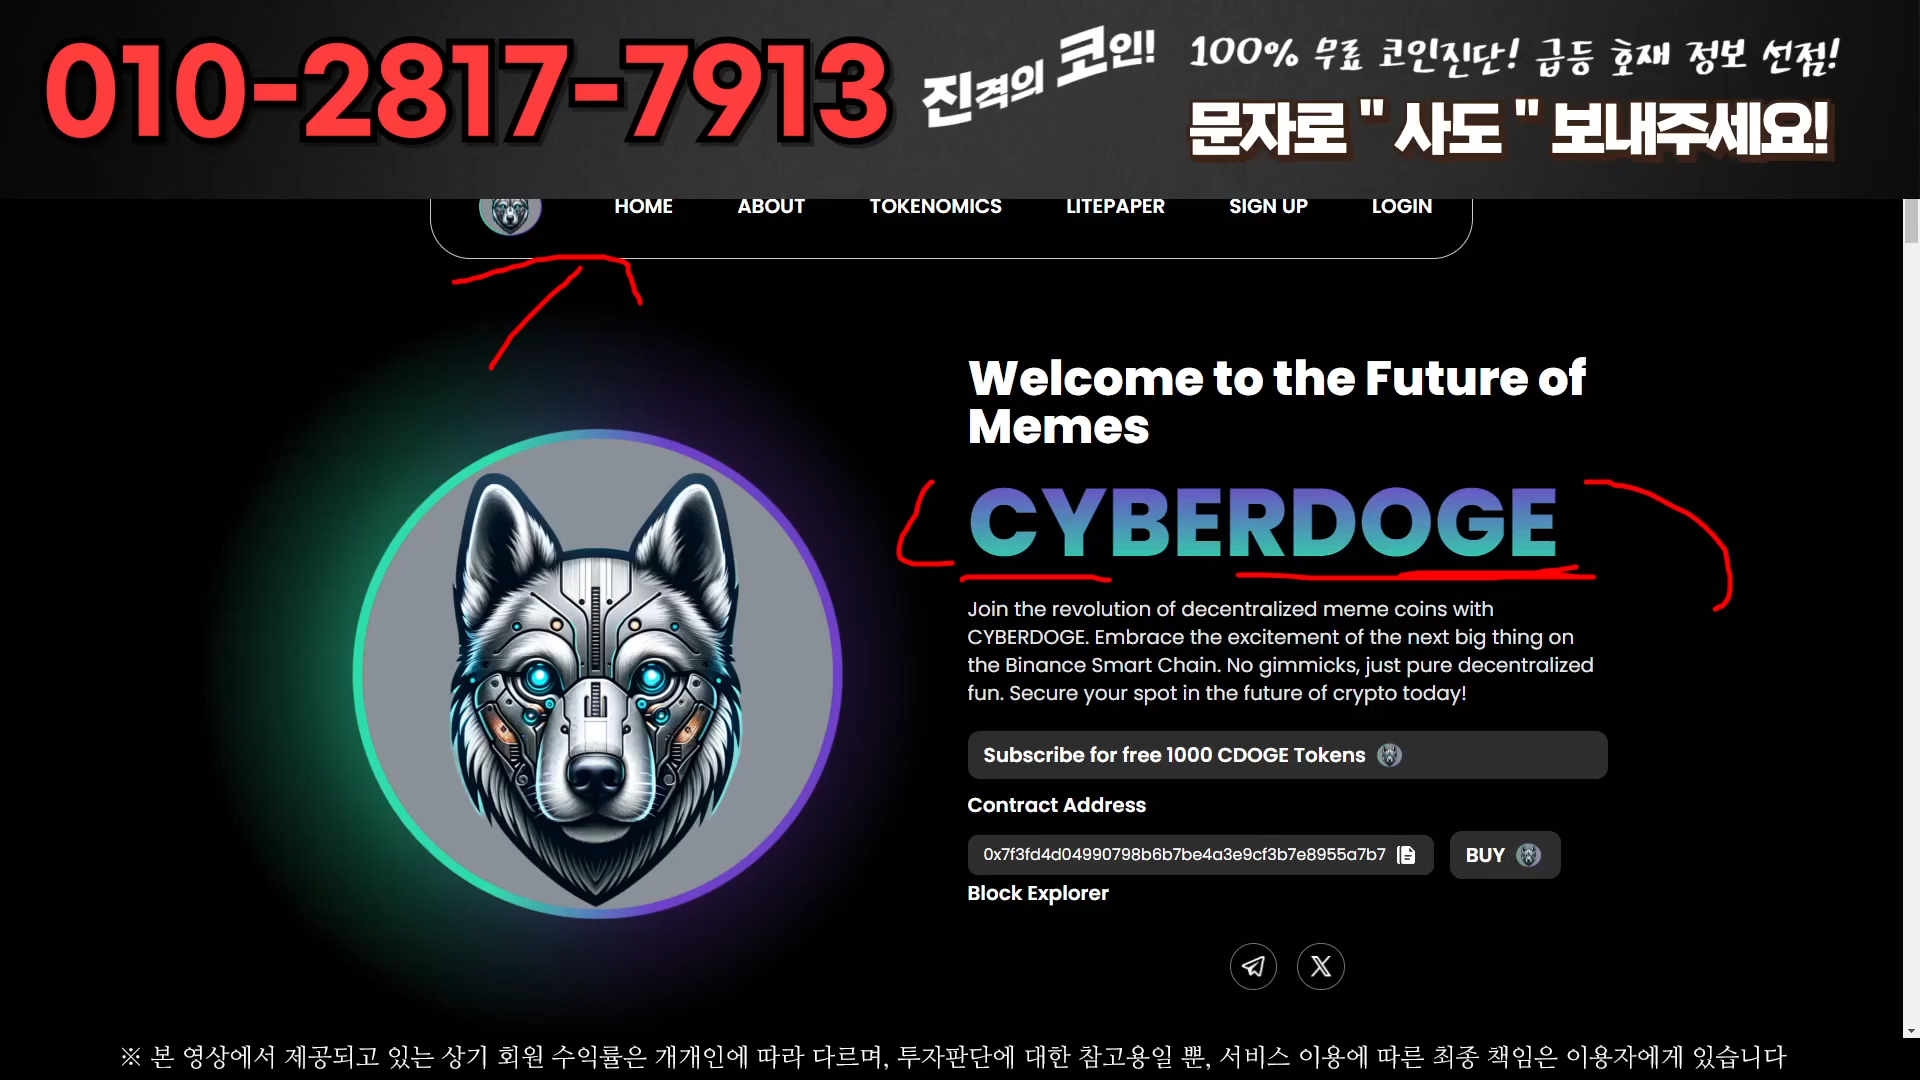 010-2817-7913
진격의 코인!
100% 무료 코인진단! 급등 호재 정보 선점!
문자로 " 사도 " 보내주세요!
HOME ABOUT TOKENOMICS LITEPAPER SIGN UP LOGIN
Welcome to the Future of
Memes
CYBERDOGE
Join the revolution of decentralized meme coins with
CYBERDOGE. Embrace the excitement of the next big thing on
the Binance Smart Chain. No gimmicks, just pure decentralized
fun. Secure your spot in the future of crypto today!
Subscribe for free 1000 CDOGE Tokens
Contract Address
0x7f3fd4d04990798b6b7be4a3e9cf3b7e8955a7b7
BUY
Block Explorer
※ 본 영상에서 제공되고 있는 상기 회원 수익률은 개개인에 따라 다르며, 투자판단에 대한 참고용일 뿐, 서비스 이용에 따른 최종 책임은 이용자에게 있습니다